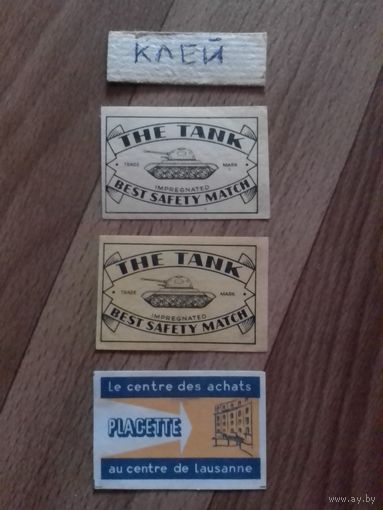 КЛЕЙ
THE TANK
TRADE MARK
IMPREGNATED
BEST SAFETY MATCH
THE TANK
TRADE MARK
IMPREGNATED
BEST SAFETY MATCH
le centre des achats
PLACETTE
au centre de lausanne
www.ay.by